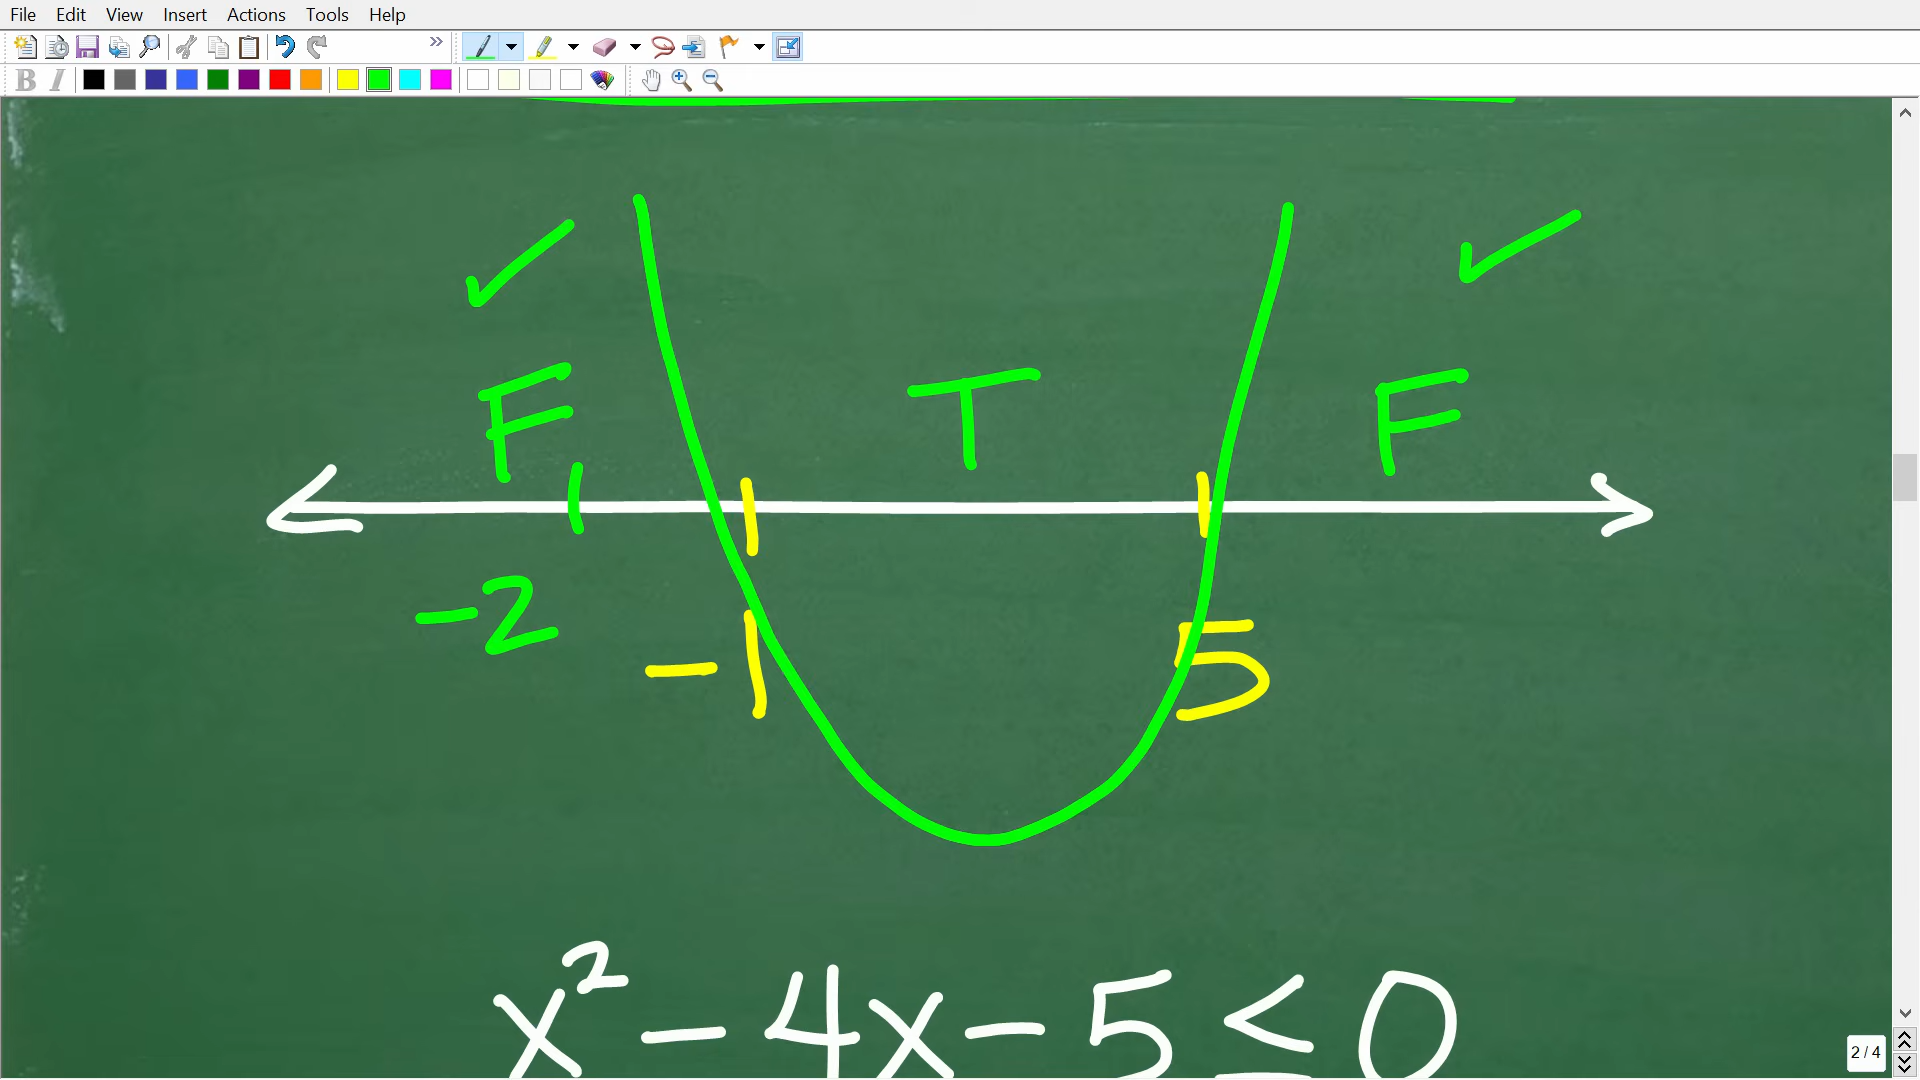 File Edit View Insert Actions Tools Help
B I
F T F
-2
-1 5
x² - 4x - 5 ≤ 0
2 / 4